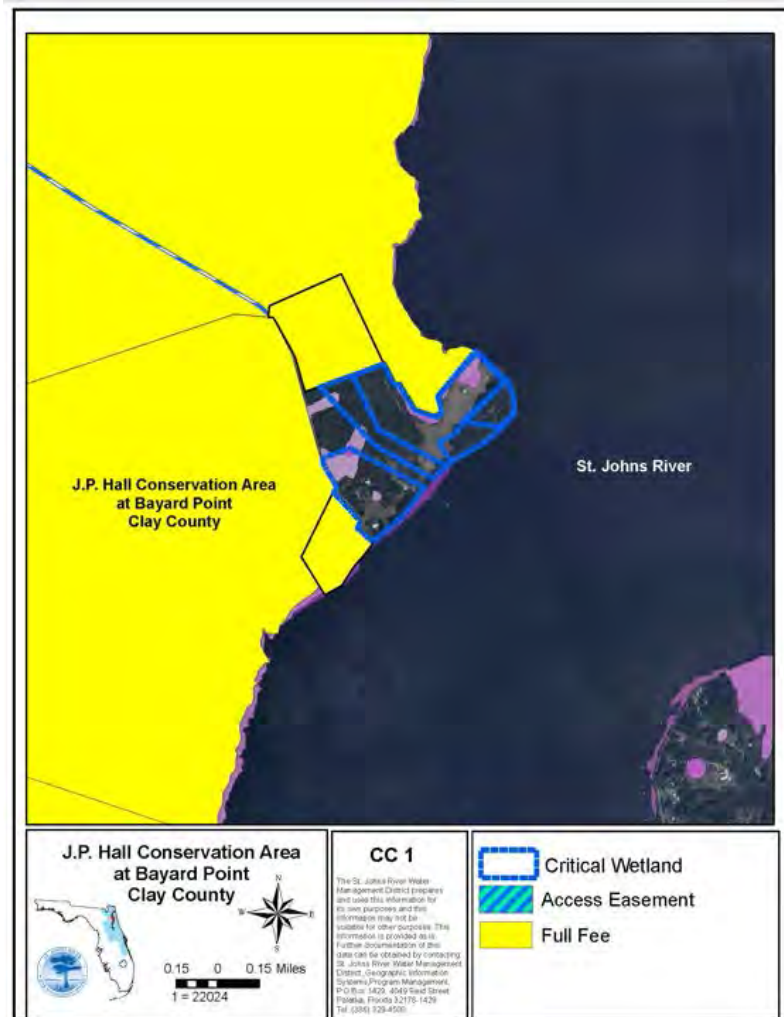 J.P. Hall Conservation Area
at Bayard Point
Clay County
St. Johns River
J.P. Hall Conservation Area
at Bayard Point
Clay County
N
W
E
S
0.15 0 0.15 Miles
1 = 22024
CC 1
The St. Johns River Water
Management District prepares
and uses this information for
its own purposes and this
information may not be
suitable for other purposes. This
information is provided as is.
Further documentation of this
data can be obtained by contacting:
St. Johns River Water Management
District, Geographic Information
Systems,Program Management,
P.O.Box 1429, 4049 Reid Street
Palatka, Florida 32178-1429
Tel: (386) 329-4500.
Critical Wetland
Access Easement
Full Fee